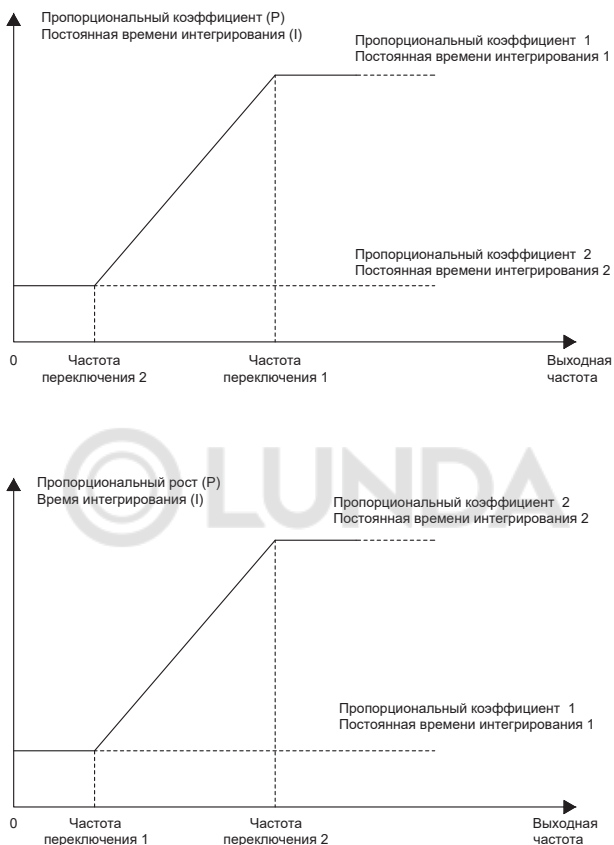 Пропорциональный коэффициент (P)
Постоянная времени интегрирования (I)
Пропорциональный коэффициент 1
Постоянная времени интегрирования 1
Пропорциональный коэффициент 2
Постоянная времени интегрирования 2
0
Частота
переключения 2
Частота
переключения 1
Выходная
частота
LUNDA
Пропорциональный рост (P)
Время интегрирования (I)
Пропорциональный коэффициент 2
Постоянная времени интегрирования 2
Пропорциональный коэффициент 1
Постоянная времени интегрирования 1
0
Частота
переключения 1
Частота
переключения 2
Выходная
частота